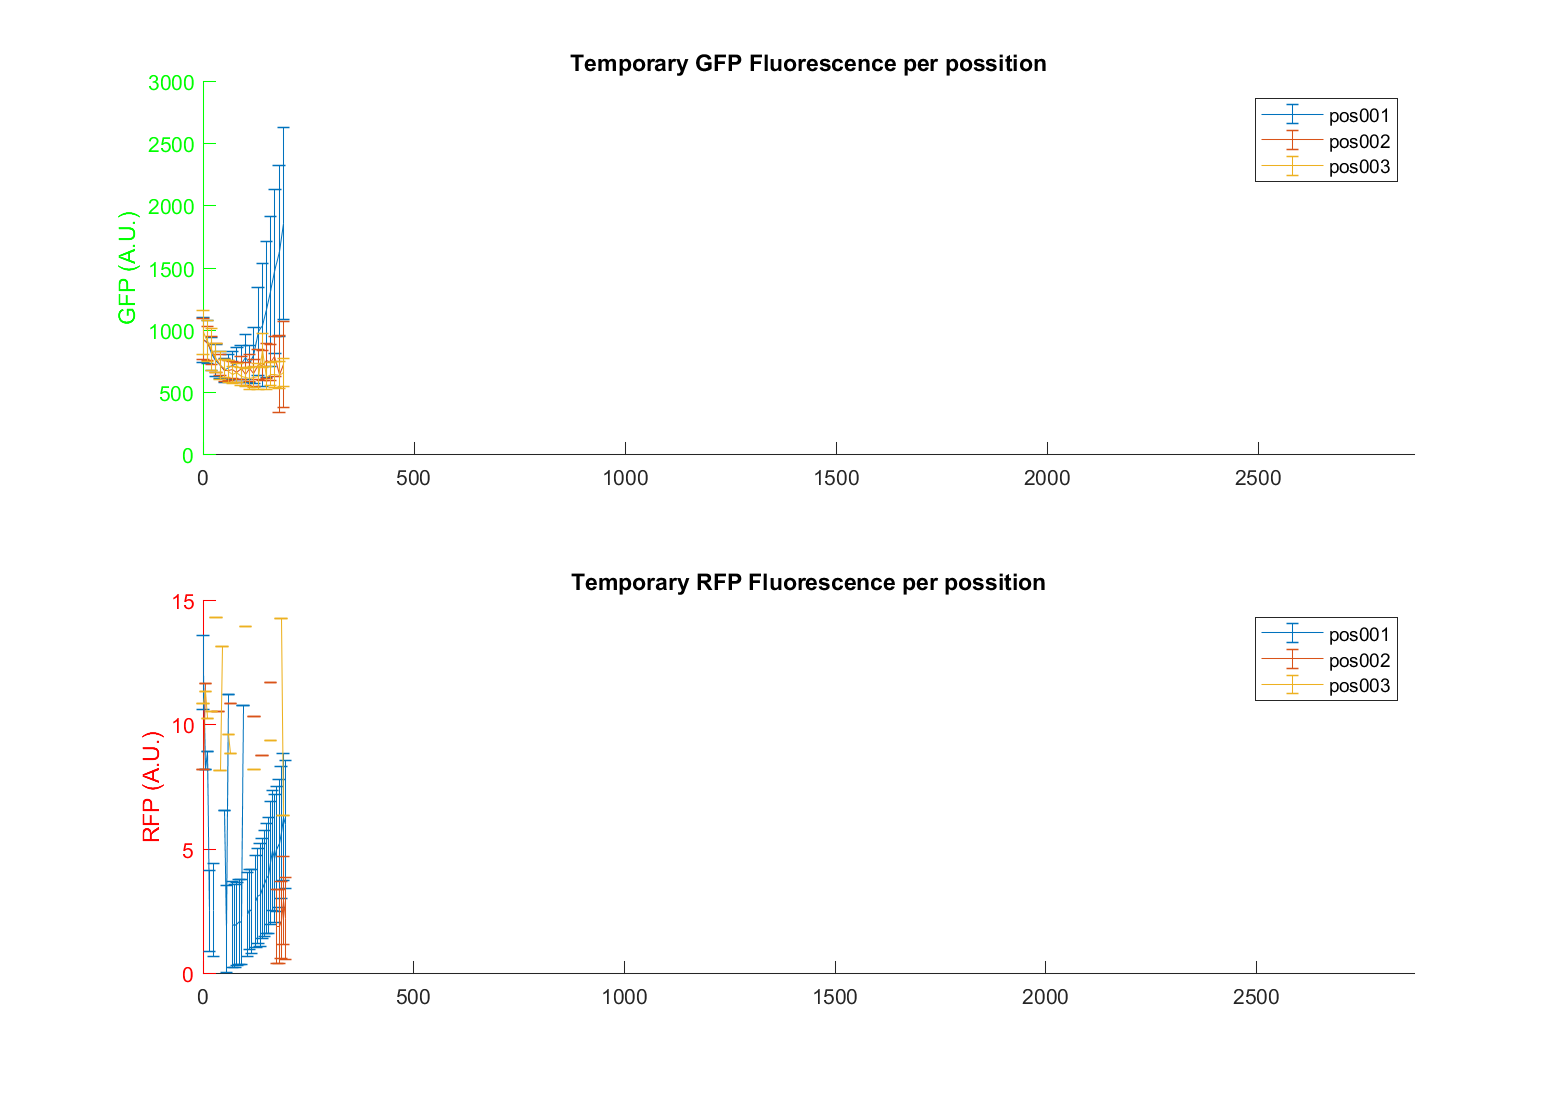 Temporary GFP Fluorescence per possition
3000
2500
2000
1500
1000
500
0
GFP (A.U.)
pos001
pos002
pos003
0 500 1000 1500 2000 2500
Temporary RFP Fluorescence per possition
15
10
5
0
RFP (A.U.)
pos001
pos002
pos003
0 500 1000 1500 2000 2500